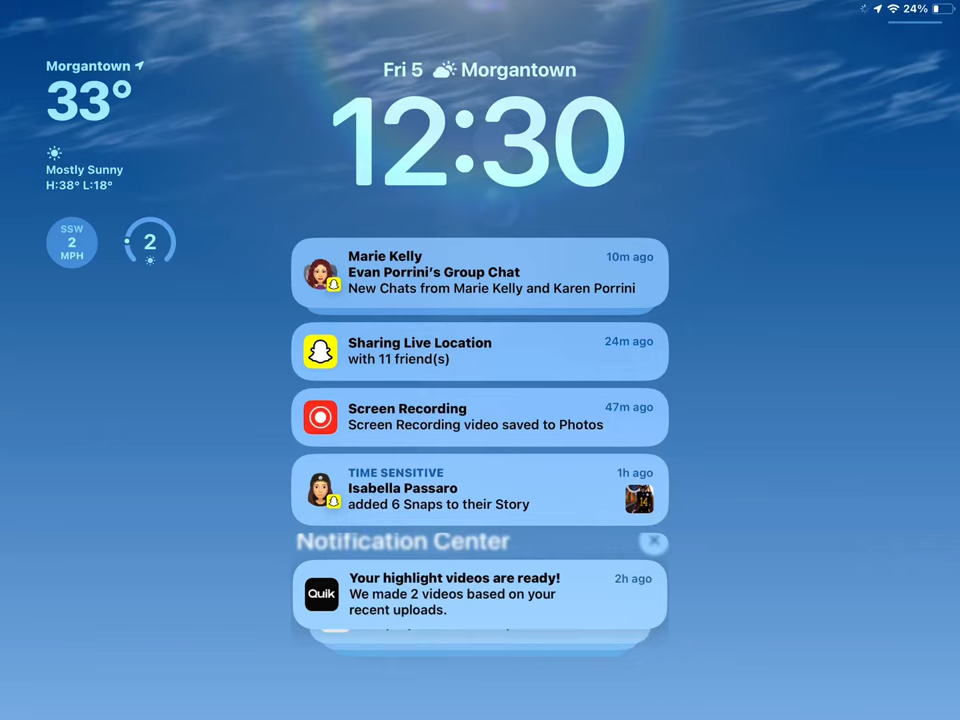 24%
Morgantown
33°
Mostly Sunny
H:38° L:18°
SSW
2
MPH
2
Fri 5 Morgantown
12:30
Marie Kelly 10m ago
Evan Porrini's Group Chat
New Chats from Marie Kelly and Karen Porrini
Sharing Live Location 24m ago
with 11 friend(s)
Screen Recording 47m ago
Screen Recording video saved to Photos
TIME SENSITIVE 1h ago
Isabella Passaro
added 6 Snaps to their Story
14
Notification Center
Quik
Your highlight videos are ready! 2h ago
We made 2 videos based on your
recent uploads.